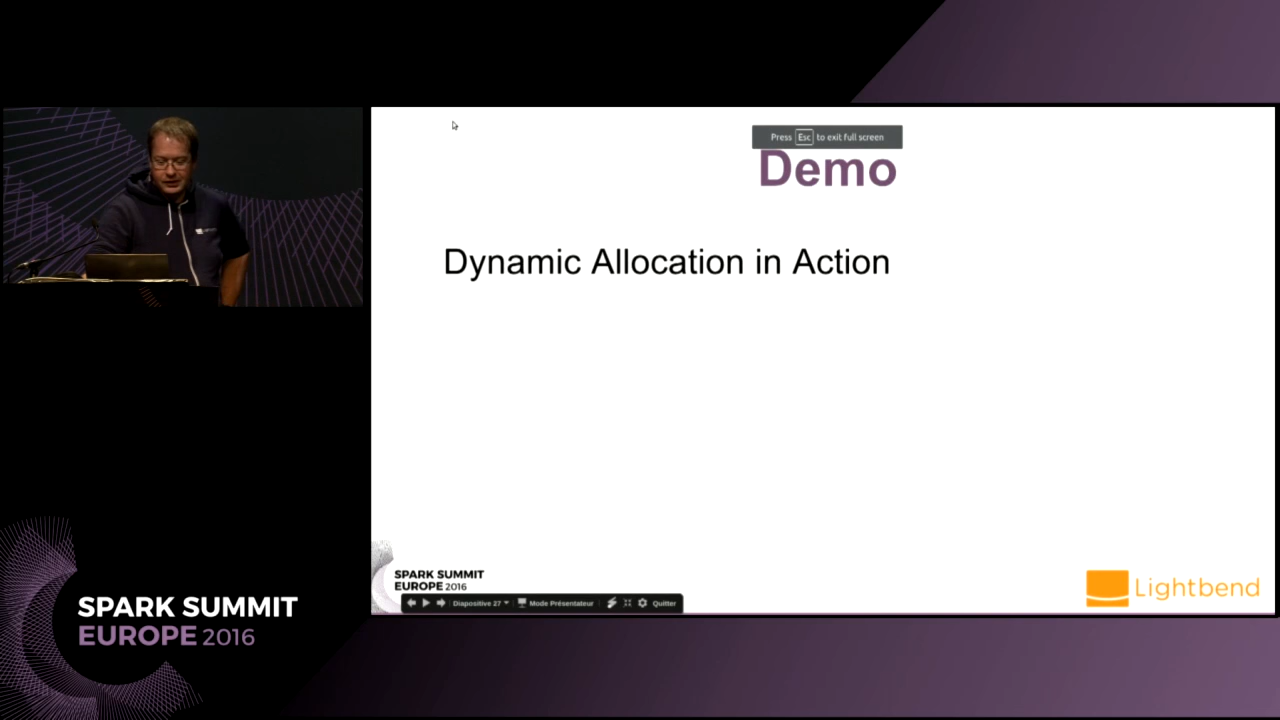 Press Esc to exit full screen
Demo
Dynamic Allocation in Action
SPARK SUMMIT
EUROPE 2016
Diapositive 27 Mode Présentateur Quitter
Lightbend
SPARK SUMMIT
EUROPE 2016